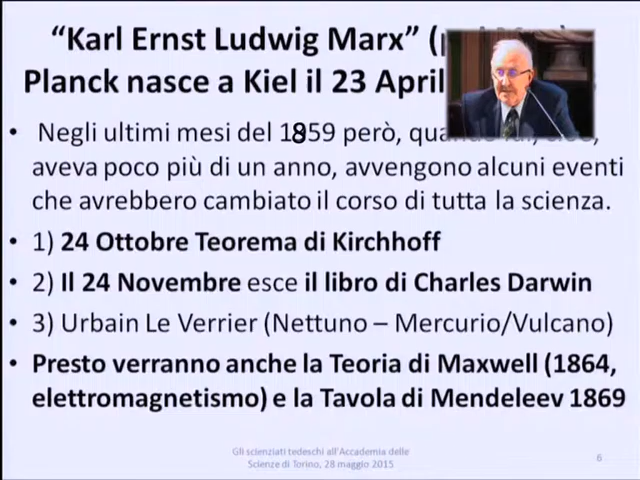 “Karl Ernst Ludwig Marx” (
Planck nasce a Kiel il 23 April
• Negli ultimi mesi del 1859 però,
aveva poco più di un anno, avvengono alcuni eventi
che avrebbero cambiato il corso di tutta la scienza.
• 1) 24 Ottobre Teorema di Kirchhoff
• 2) Il 24 Novembre esce il libro di Charles Darwin
• 3) Urbain Le Verrier (Nettuno – Mercurio/Vulcano)
• Presto verranno anche la Teoria di Maxwell (1864,
elettromagnetismo) e la Tavola di Mendeleev 1869
Gli scienziati tedeschi all'Accademia delle
Scienze di Torino, 28 maggio 2015
6